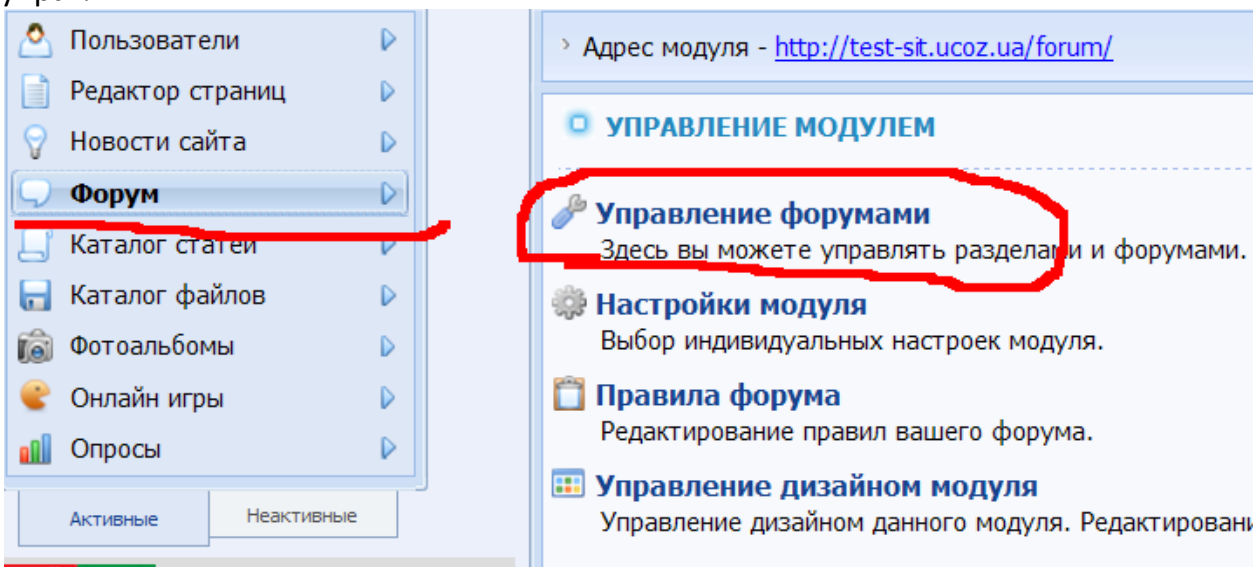 Пользователи
Редактор страниц
Новости сайта
Форум
Каталог статей
Каталог файлов
Фотоальбомы
Онлайн игры
Опросы
Активные
Неактивные
Адрес модуля - http://test-sit.ucoz.ua/forum/
УПРАВЛЕНИЕ МОДУЛЕМ
Управление форумами
Здесь вы можете управлять разделами и форумами.
Настройки модуля
Выбор индивидуальных настроек модуля.
Правила форума
Редактирование правил вашего форума.
Управление дизайном модуля
Управление дизайном данного модуля. Редактировани